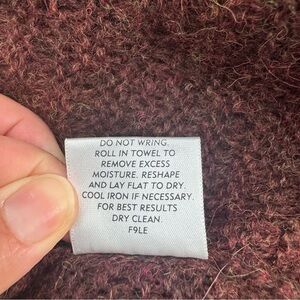 DO NOT WRING.
ROLL IN TOWEL TO
REMOVE EXCESS
MOISTURE. RESHAPE
AND LAY FLAT TO DRY.
COOL IRON IF NECESSARY.
FOR BEST RESULTS
DRY CLEAN.
F9LE